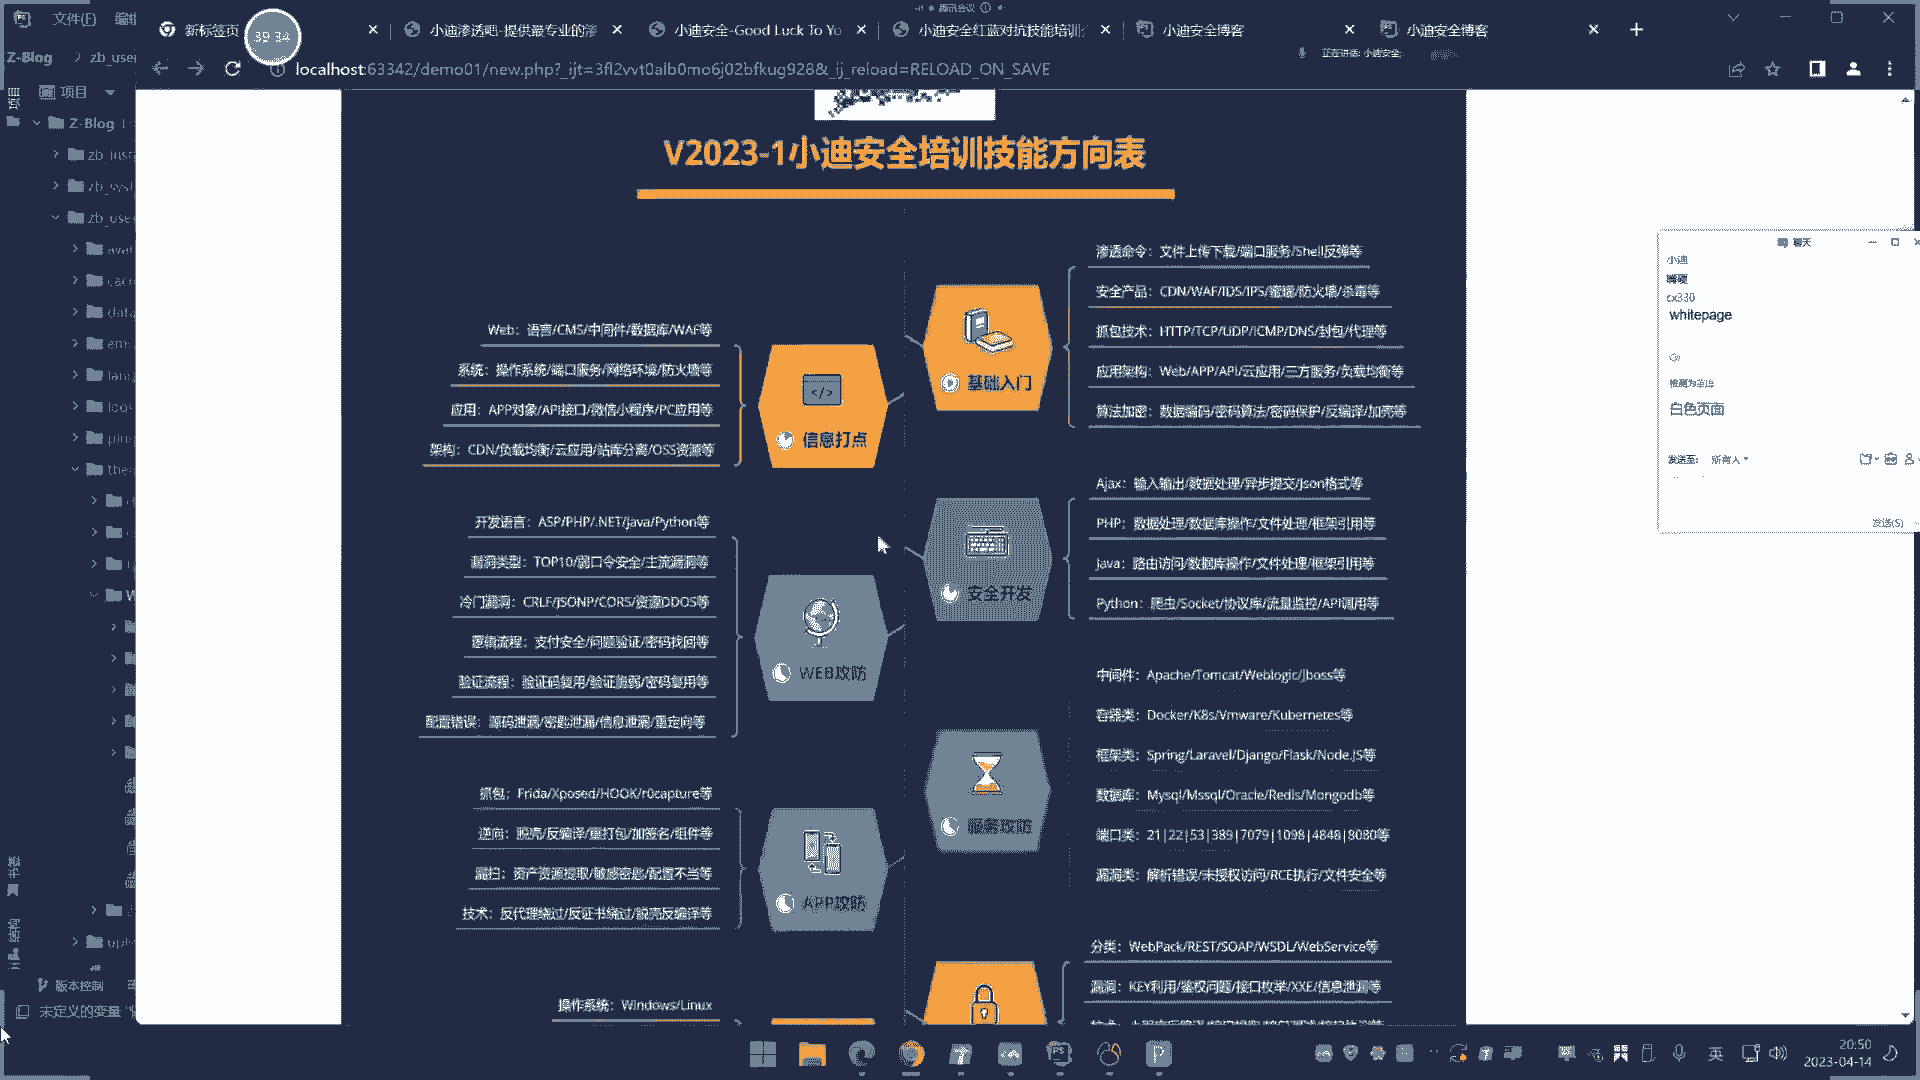 腾讯会议
文件(F) 编辑
新标签页
39:34
小迪渗透吧-提供最专业的渗
小迪安全-Good Luck To Yo
小迪安全红蓝对抗技能培训
小迪安全博客
小迪安全博客
正在讲话: 小迪安全;
Z-Blog
zb_use
localhost:63342/demo01/new.php?_ijt=3fl2vvt0alb0mo6j02bfkug928&_ij_reload=RELOAD_ON_SAVE
项目
项目
Z-Blog
zb_syst
zb_use
data
the
V2023-1小迪安全培训技能方向表
渗透命令：文件上传下载/端口服务/Shell反弹等
安全产品：CDN/WAF/IDS/IPS/蜜罐/防火墙/杀毒等
抓包技术：HTTP/TCP/UDP/ICMP/DNS/封包/代理等
应用架构：Web/APP/API/云应用/三方服务/负载均衡等
算法加密：数据编码/密码算法/密码保护/反编译/加壳等
基础入门
Web：语言/CMS/中间件/数据库/WAF等
系统：操作系统/端口服务/网络环境/防火墙等
应用：APP对象/API接口/微信小程序/PC应用等
架构：CDN/负载均衡/云应用/站库分离/OSS资源等
信息打点
Ajax：输入输出/数据处理/异步提交/Json格式等
PHP：数据处理/数据库操作/文件处理/框架引用等
Java：路由访问/数据库操作/文件处理/框架引用等
Python：爬虫/Socket/协议库/流量监控/API调用等
安全开发
开发语言：ASP/PHP/.NET/java/Python等
漏洞类型：TOP10/弱口令安全/主流漏洞等
冷门漏洞：CRLF/JSONP/CORS/资源DDOS等
逻辑流程：支付安全/问题验证/密码找回等
验证流程：验证码复用/验证脆弱/密码复用等
配置错误：源码泄漏/密匙泄漏/信息泄漏/重定向等
WEB攻防
中间件：Apache/Tomcat/Weblogic/Jboss等
容器类：Docker/K8s/Vmware/Kubernetes等
框架类：Spring/Laravel/Django/Flask/Node.JS等
数据库：Mysql/Mssql/Oracle/Redis/Mongodb等
端口类：21|22|53|389|7079|1098|4848|8080等
漏洞类：解析错误/未授权访问/RCE执行/文件安全等
服务攻防
抓包：Frida/Xposed/HOOK/r0capture等
逆向：脱壳/反编译/重打包/加签名/组件等
漏扫：资产资源提取/敏感密匙/配置不当等
技术：反代理绕过/反证书绕过/脱壳反编译等
APP攻防
分类：WebPack/REST/SOAP/WSDL/WebService等
漏洞：KEY利用/鉴权问题/接口枚举/XXE/信息泄漏等
操作系统：Windows/Linux
聊天
小迪
嘴硬
cx330
whitepage
白色页面
发送至： 所有人
发送(S)
书签
结构
版本控制
未定义的变量
英
20:50
2023-04-14